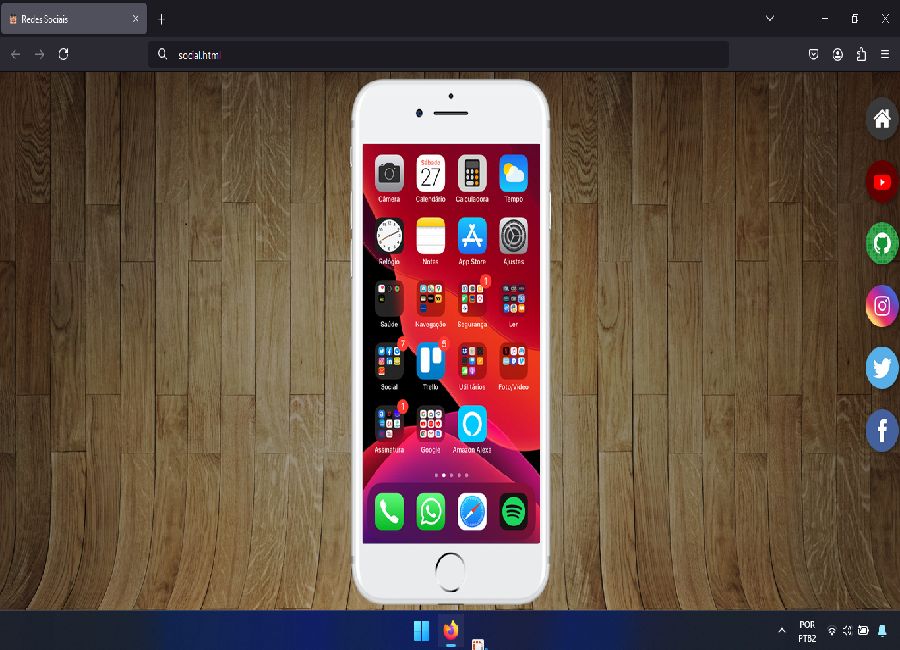 Redes Sociais
social.html
Sábado
27
Câmera
Calendário
Calculadora
Tempo
Relógio
Notas
App Store
Ajustes
1
Saúde
Navegação
Segurança
Ler
7
Social
Trello
Utilitários
Foto/Vídeo
1
Assinatura
Google
Amazon Alexa
POR
PTB2